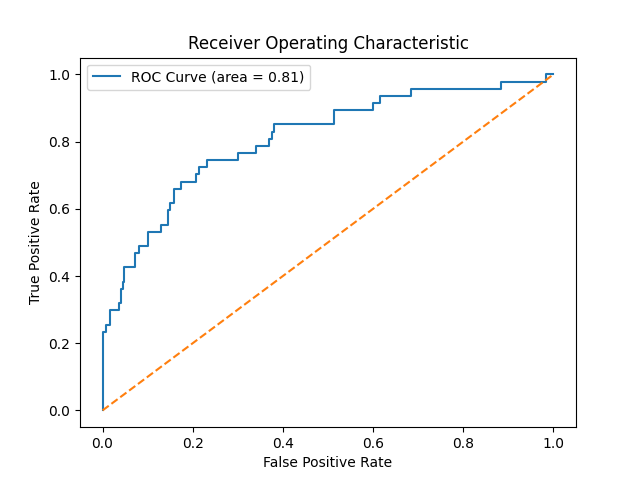 Receiver Operating Characteristic
ROC Curve (area = 0.81)
1.0
0.8
0.6
0.4
0.2
0.0
True Positive Rate
0.0 0.2 0.4 0.6 0.8 1.0
False Positive Rate